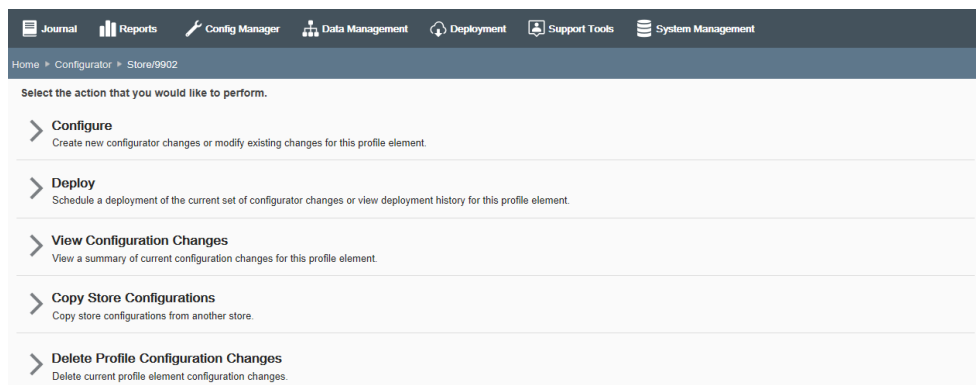 Journal Reports Config Manager Data Management Deployment Support Tools System Management
Home Configurator Store/9902
Select the action that you would like to perform.
Configure
Create new configurator changes or modify existing changes for this profile element.
Deploy
Schedule a deployment of the current set of configurator changes or view deployment history for this profile element.
View Configuration Changes
View a summary of current configuration changes for this profile element.
Copy Store Configurations
Copy store configurations from another store.
Delete Profile Configuration Changes
Delete current profile element configuration changes.